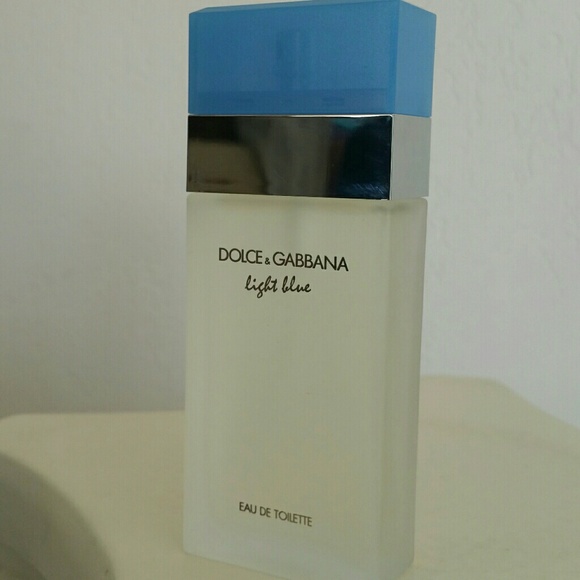 DOLCE & GABBANA
light blue
EAU DE TOILETTE